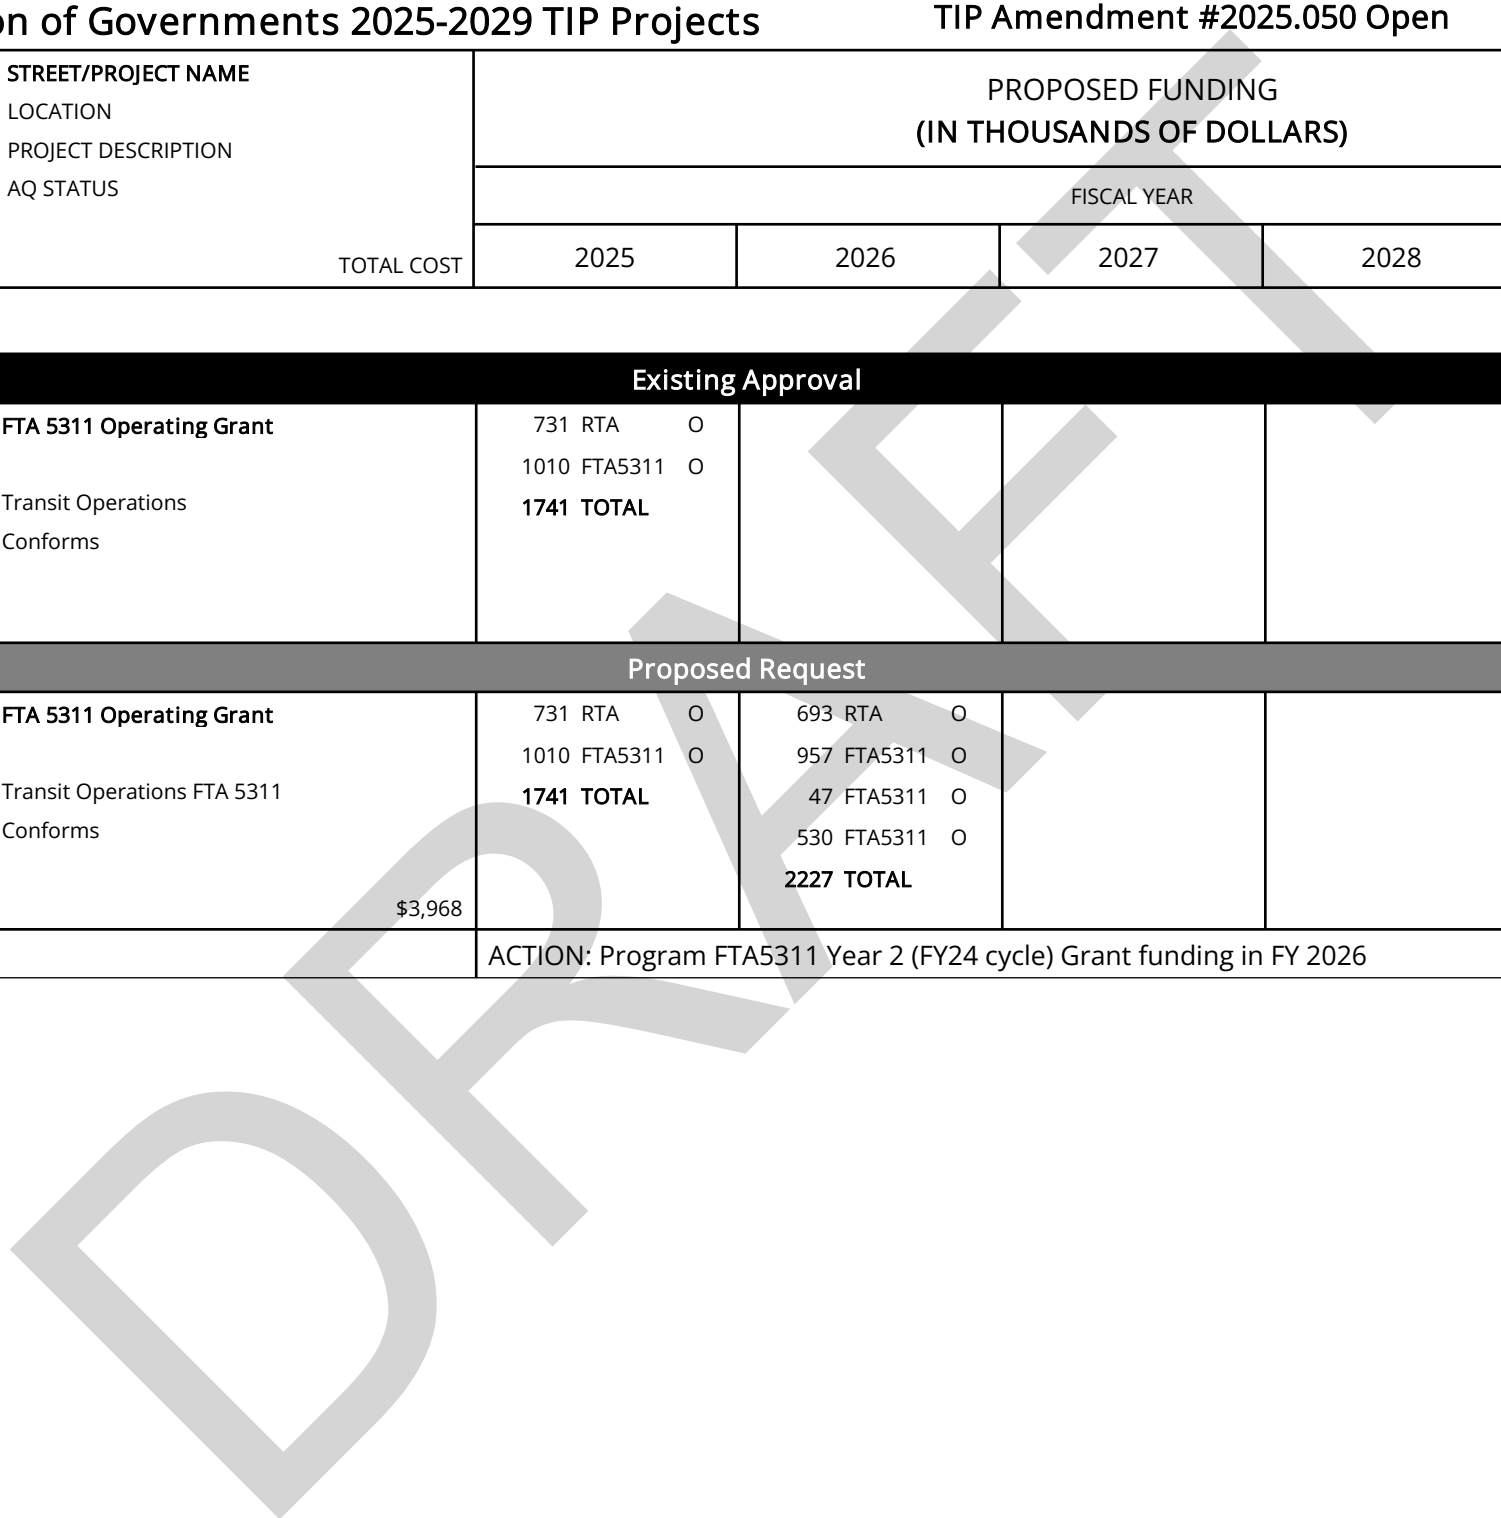 on of Governments 2025-2029 TIP Projects
TIP Amendment #2025.050 Open
STREET/PROJECT NAME
LOCATION
PROJECT DESCRIPTION
AQ STATUS
TOTAL COST
PROPOSED FUNDING
(IN THOUSANDS OF DOLLARS)
FISCAL YEAR
2025 2026 2027 2028
Existing Approval
FTA 5311 Operating Grant
Transit Operations
Conforms
731 RTA O
1010 FTA5311 O
1741 TOTAL
Proposed Request
FTA 5311 Operating Grant
Transit Operations FTA 5311
Conforms
$3,968
731 RTA O
1010 FTA5311 O
1741 TOTAL
693 RTA O
957 FTA5311 O
47 FTA5311 O
530 FTA5311 O
2227 TOTAL
ACTION: Program FTA5311 Year 2 (FY24 cycle) Grant funding in FY 2026
DRAFT